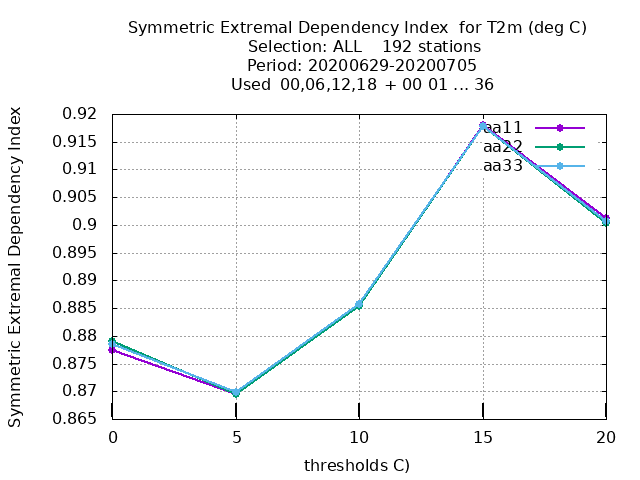 Symmetric Extremal Dependency Index  for T2m (deg C)
Selection: ALL    192 stations
Period: 20200629-20200705
Used  00,06,12,18  + 00 01 ... 36
Symmetric Extremal Dependency Index
0.92
0.915
0.91
0.905
0.9
0.895
0.89
0.885
0.88
0.875
0.87
0.865
aa11
aa22
aa33
0 5 10 15 20
thresholds C)